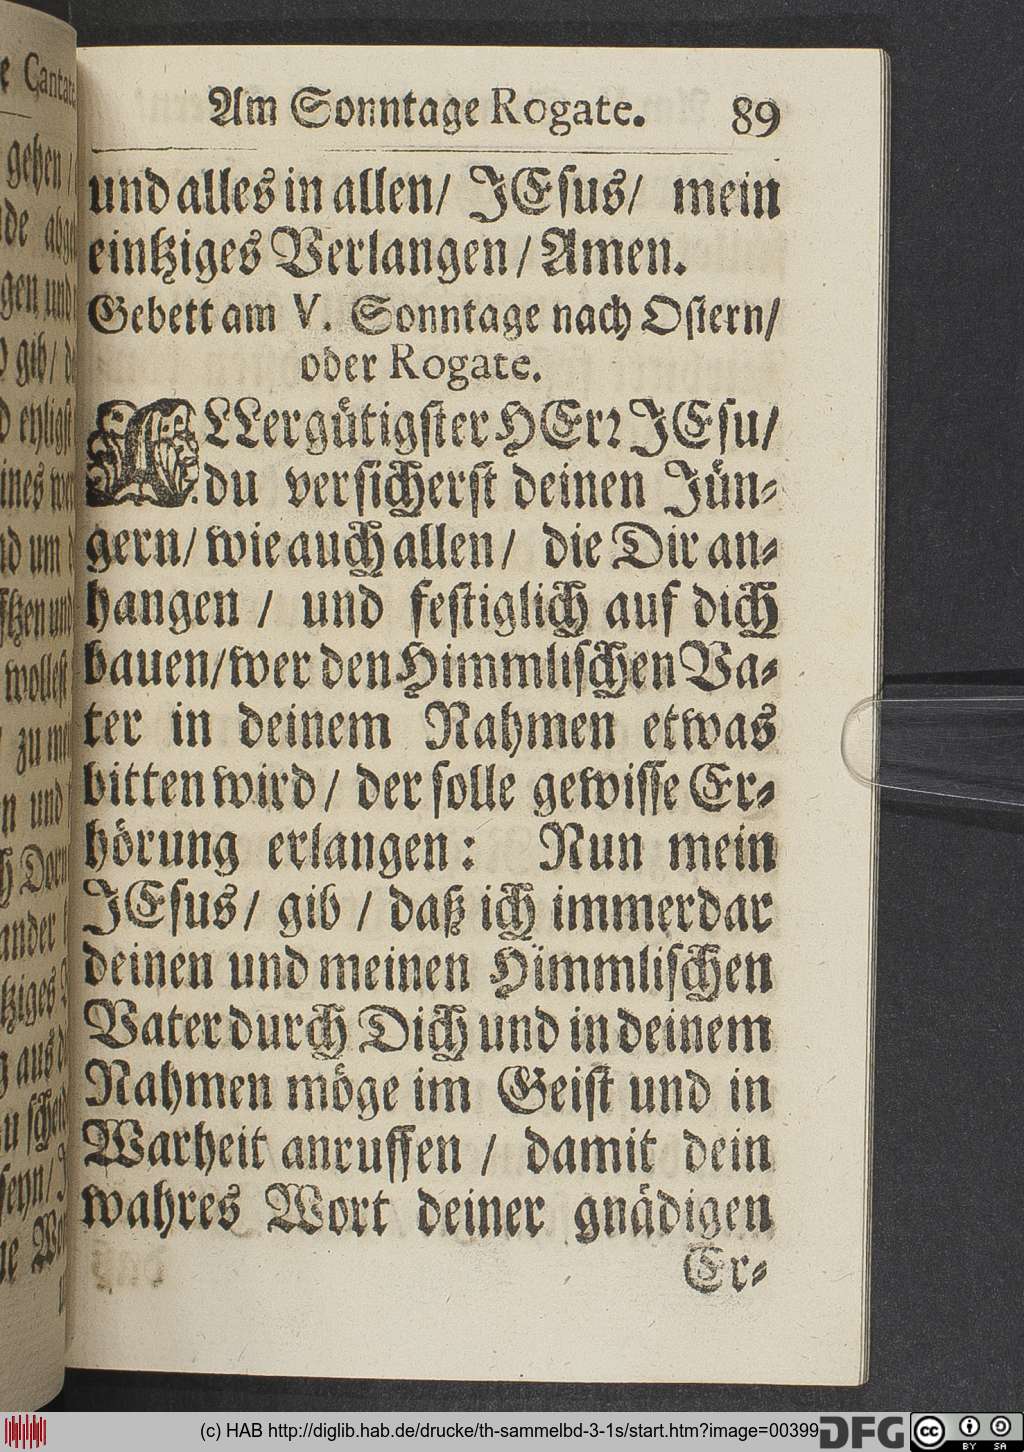 Am Sonntage Rogate. 89
und alles in allen/ JEsus/ mein
eintziges Verlangen/ Amen.
Gebett am V. Sonntage nach Ostern/
oder Rogate.
ALLergütigster HErr JEsu/
du versicherst deinen Jün-
gern/ wie auch allen/ die Dir an-
hangen / und festiglich auf dich
bauen/ wer den Himmlischen Va-
ter in deinem Nahmen etwas
bitten wird/ der solle gewisse Er-
hörung erlangen: Nun mein
JEsus/ gib / daß ich immerdar
deinen und meinen Himmlischen
Vater durch Dich und in deinem
Nahmen möge im Geist und in
Warheit anruffen / damit dein
wahres Wort deiner gnädigen
Er-
(c) HAB http://diglib.hab.de/drucke/th-sammelbd-3-1s/start.htm?image=00399
DFG
cc BY SA